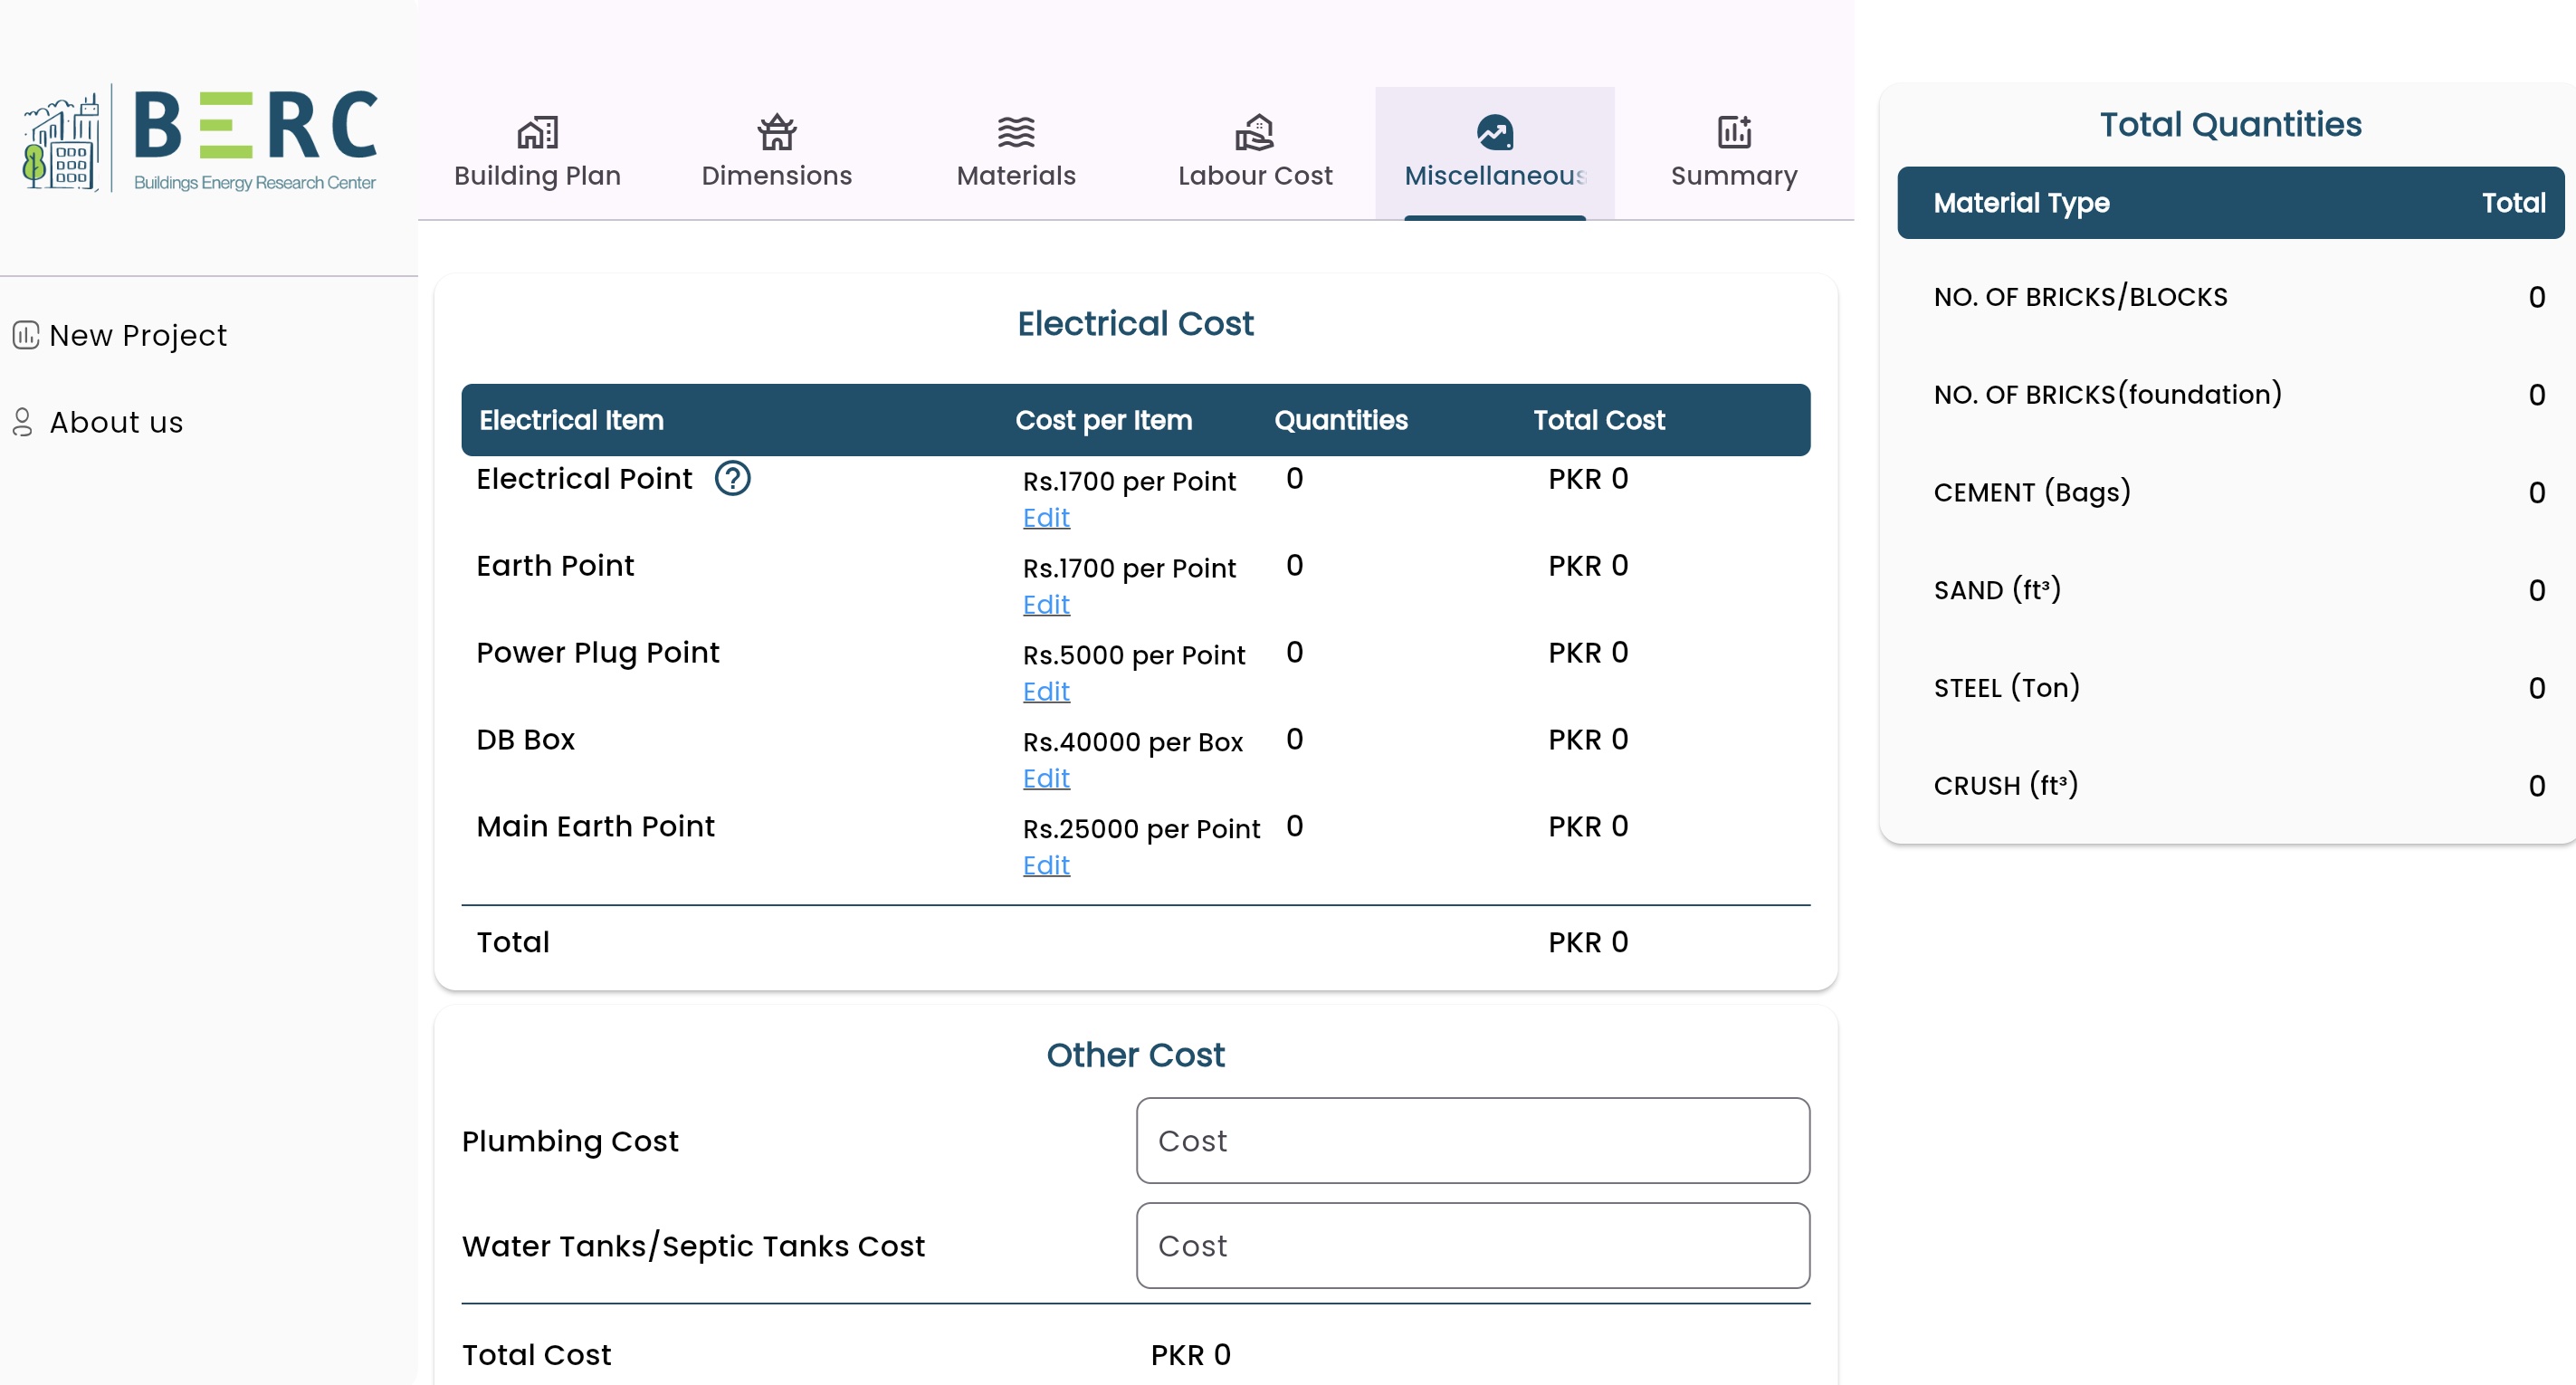 BERC
Buildings Energy Research Center
New Project
About us
Building Plan
Dimensions
Materials
Labour Cost
Miscellaneous
Summary
Electrical Cost
Electrical Item Cost per Item Quantities Total Cost
Electrical Point ? Rs.1700 per Point 0 PKR 0
Edit
Earth Point Rs.1700 per Point 0 PKR 0
Edit
Power Plug Point Rs.5000 per Point 0 PKR 0
Edit
DB Box Rs.40000 per Box 0 PKR 0
Edit
Main Earth Point Rs.25000 per Point 0 PKR 0
Edit
Total PKR 0
Other Cost
Plumbing Cost Cost
Water Tanks/Septic Tanks Cost Cost
Total Cost PKR 0
Total Quantities
Material Type Total
NO. OF BRICKS/BLOCKS 0
NO. OF BRICKS(foundation) 0
CEMENT (Bags) 0
SAND (ft³) 0
STEEL (Ton) 0
CRUSH (ft³) 0